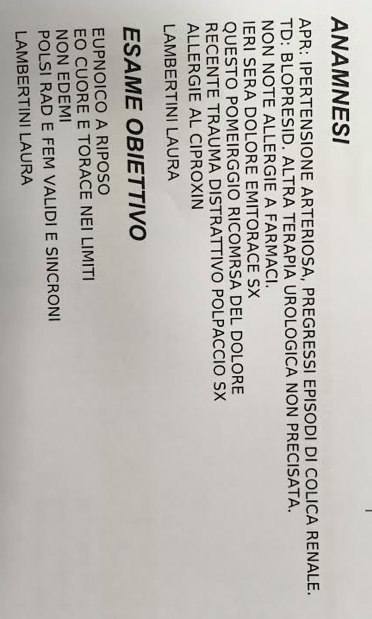 ANAMNESI
APR: IPERTENSIONE ARTERIOSA, PREGRESSI EPISODI DI COLICA RENALE.
TD: BLOPRESID. ALTRA TERAPIA UROLOGICA NON PRECISATA.
NON NOTE ALLERGIE A FARMACI.
IERI SERA DOLORE EMITORACE SX
QUESTO POMEIRGGIO RICOMRSA DEL DOLORE
RECENTE TRAUMA DISTRATTIVO POLPACCIO SX
ALLERGIE AL CIPROXIN
LAMBERTINI LAURA
ESAME OBIETTIVO
EUPNOICO A RIPOSO
EO CUORE E TORACE NEI LIMITI
NON EDEMI
POLSI RAD E FEM VALIDI E SINCRONI
LAMBERTINI LAURA